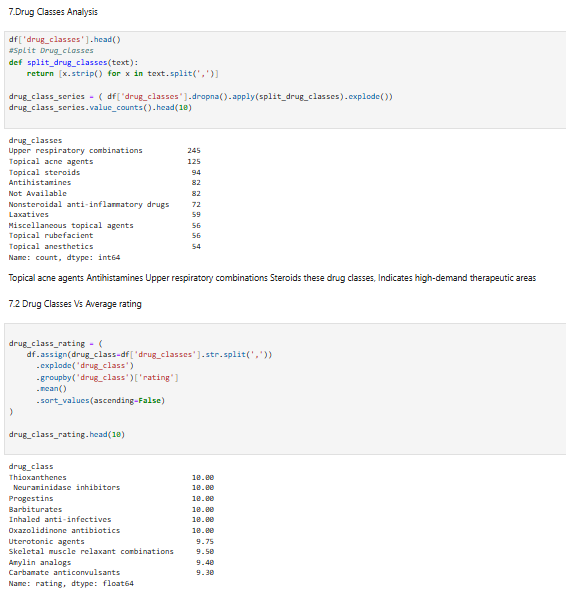 7.Drug Classes Analysis
df['drug_classes'].head()
#Split Drug_classes
def split_drug_classes(text):
    return [x.strip() for x in text.split(',')]
drug_class_series = ( df['drug_classes'].dropna().apply(split_drug_classes).explode())
drug_class_series.value_counts().head(10)
drug_classes
Upper respiratory combinations 245
Topical acne agents 125
Topical steroids 94
Antihistamines 82
Not Available 82
Nonsteroidal anti-inflammatory drugs 72
Laxatives 59
Miscellaneous topical agents 56
Topical rubefacient 56
Topical anesthetics 54
Name: count, dtype: int64
Topical acne agents Antihistamines Upper respiratory combinations Steroids these drug classes, Indicates high-demand therapeutic areas
7.2 Drug Classes Vs Average rating
drug_class_rating = (
    df.assign(drug_class=df['drug_classes'].str.split(','))
      .explode('drug_class')
      .groupby('drug_class')['rating']
      .mean()
      .sort_values(ascending=False)
)
drug_class_rating.head(10)
drug_class
Thioxanthenes 10.00
 Neuraminidase inhibitors 10.00
Progestins 10.00
Barbiturates 10.00
Inhaled anti-infectives 10.00
Oxazolidinone antibiotics 10.00
Uterotonic agents 9.75
Skeletal muscle relaxant combinations 9.50
Amylin analogs 9.40
Carbamate anticonvulsants 9.30
Name: rating, dtype: float64